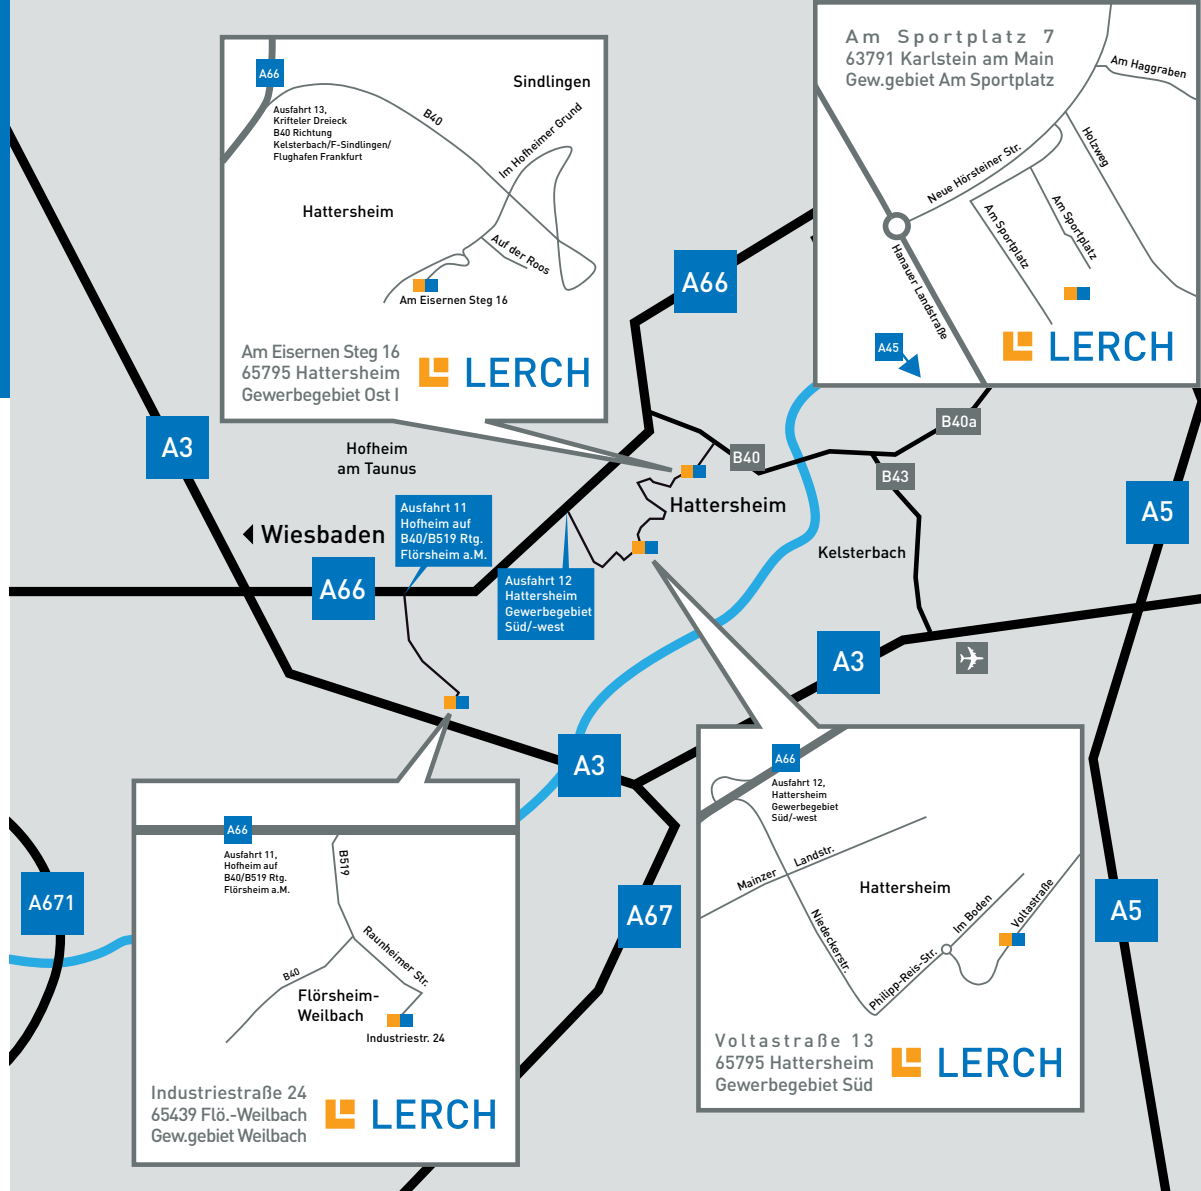 A66
Ausfahrt 13,
Krifteler Dreieck
B40 Richtung
Kelsterbach/F-Sindlingen/
Flughafen Frankfurt
B40
Sindlingen
Im Hofheimer Grund
Hattersheim
Auf der Roos
Am Eisernen Steg 16
Am Eisernen Steg 16
65795 Hattersheim
Gewerbegebiet Ost I
LERCH
Am Sportplatz 7
63791 Karlstein am Main
Gew.gebiet Am Sportplatz
Am Haggraben
Holzweg
Neue Hörsteiner Str.
Am Sportplatz
Am Sportplatz
Hanauer Landstraße
A45
LERCH
A66
A3
Hofheim
am Taunus
B40
B40a
B43
Hattersheim
Wiesbaden
Ausfahrt 11
Hofheim auf
B40/B519 Rtg.
Flörsheim a.M.
A5
Kelsterbach
A66
Ausfahrt 12
Hattersheim
Gewerbegebiet
Süd/-west
A3
A3
A66
Ausfahrt 11,
Hofheim auf
B40/B519 Rtg.
Flörsheim a.M.
B519
Raunheimer Str.
B40
Flörsheim-
Weilbach
Industriestr. 24
Industriestraße 24
65439 Flö.-Weilbach
Gew.gebiet Weilbach
LERCH
A66
Ausfahrt 12,
Hattersheim
Gewerbegebiet
Süd/-west
Mainzer Landstr.
Hattersheim
Niedeckerstr.
Im Boden
Voltastraße
Philipp-Reis-Str.
Voltastraße 13
65795 Hattersheim
Gewerbegebiet Süd
LERCH
A671
A67
A5